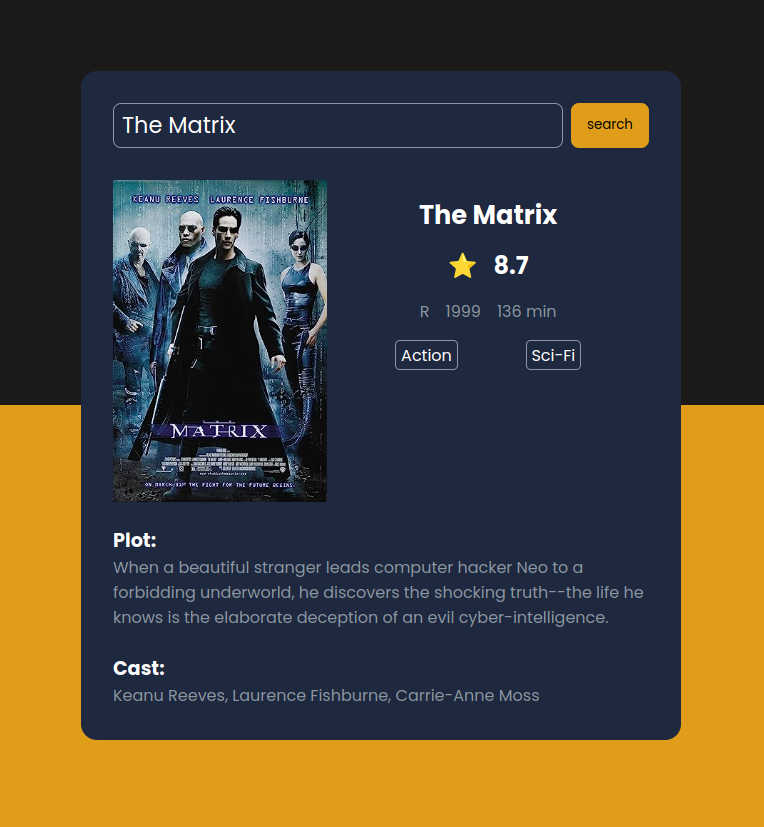 The Matrix
search
KEANU REEVES LAURENCE FISHBURNE
MATRIX
ON MARCH 31ST THE FIGHT FOR THE FUTURE BEGINS.
The Matrix
8.7
R 1999 136 min
Action Sci-Fi
Plot:
When a beautiful stranger leads computer hacker Neo to a
forbidding underworld, he discovers the shocking truth--the life he
knows is the elaborate deception of an evil cyber-intelligence.
Cast:
Keanu Reeves, Laurence Fishburne, Carrie-Anne Moss